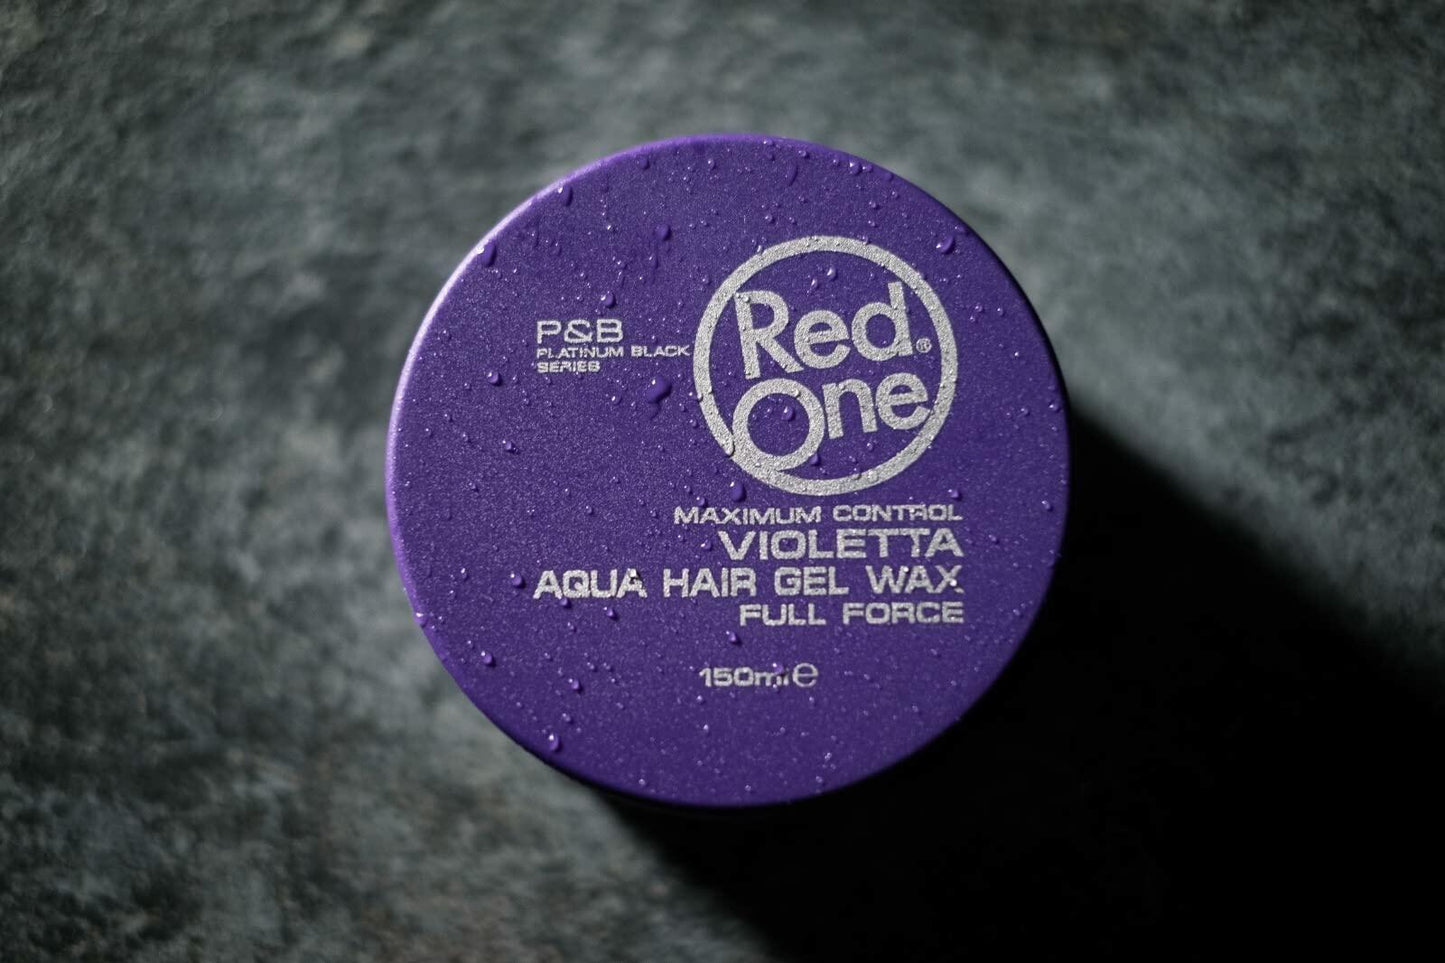 Red®
One
P&B
PLATINUM BLACK
SERIES
MAXIMUM CONTROL
VIOLETTA
AQUA HAIR GEL WAX
FULL FORCE
150ml℮